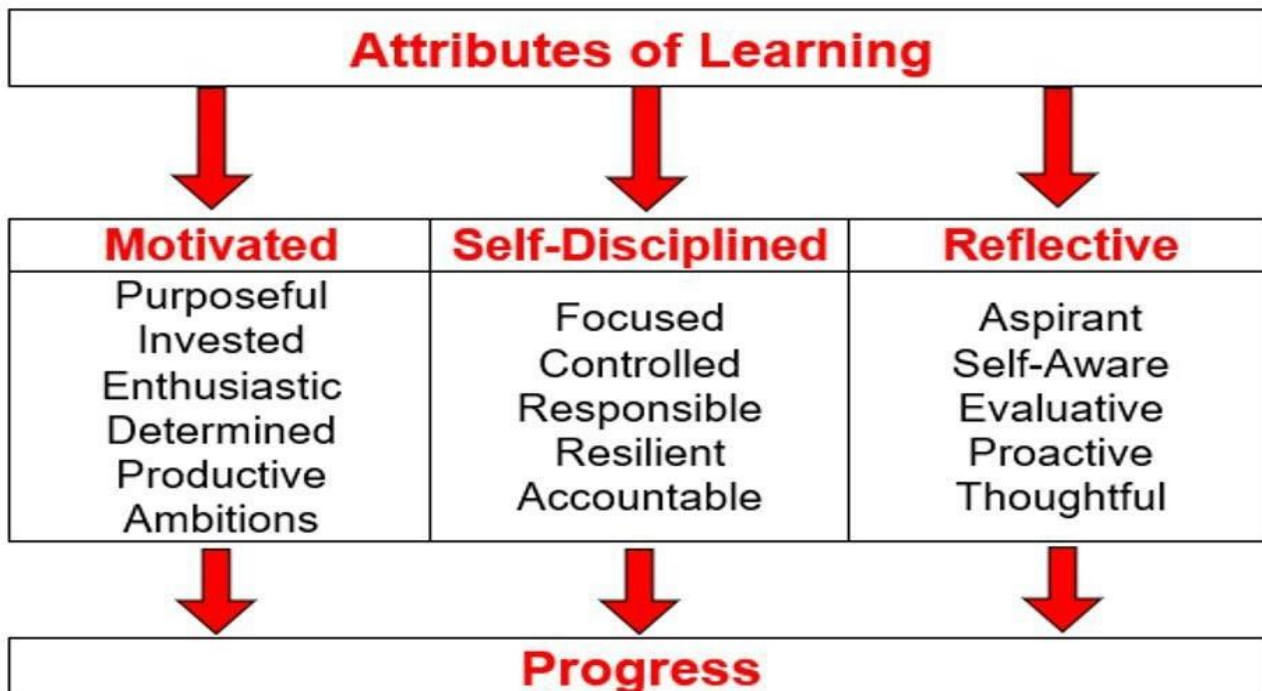 Attributes of Learning
Motivated
Purposeful
Invested
Enthusiastic
Determined
Productive
Ambitions
Self-Disciplined
Focused
Controlled
Responsible
Resilient
Accountable
Reflective
Aspirant
Self-Aware
Evaluative
Proactive
Thoughtful
Progress